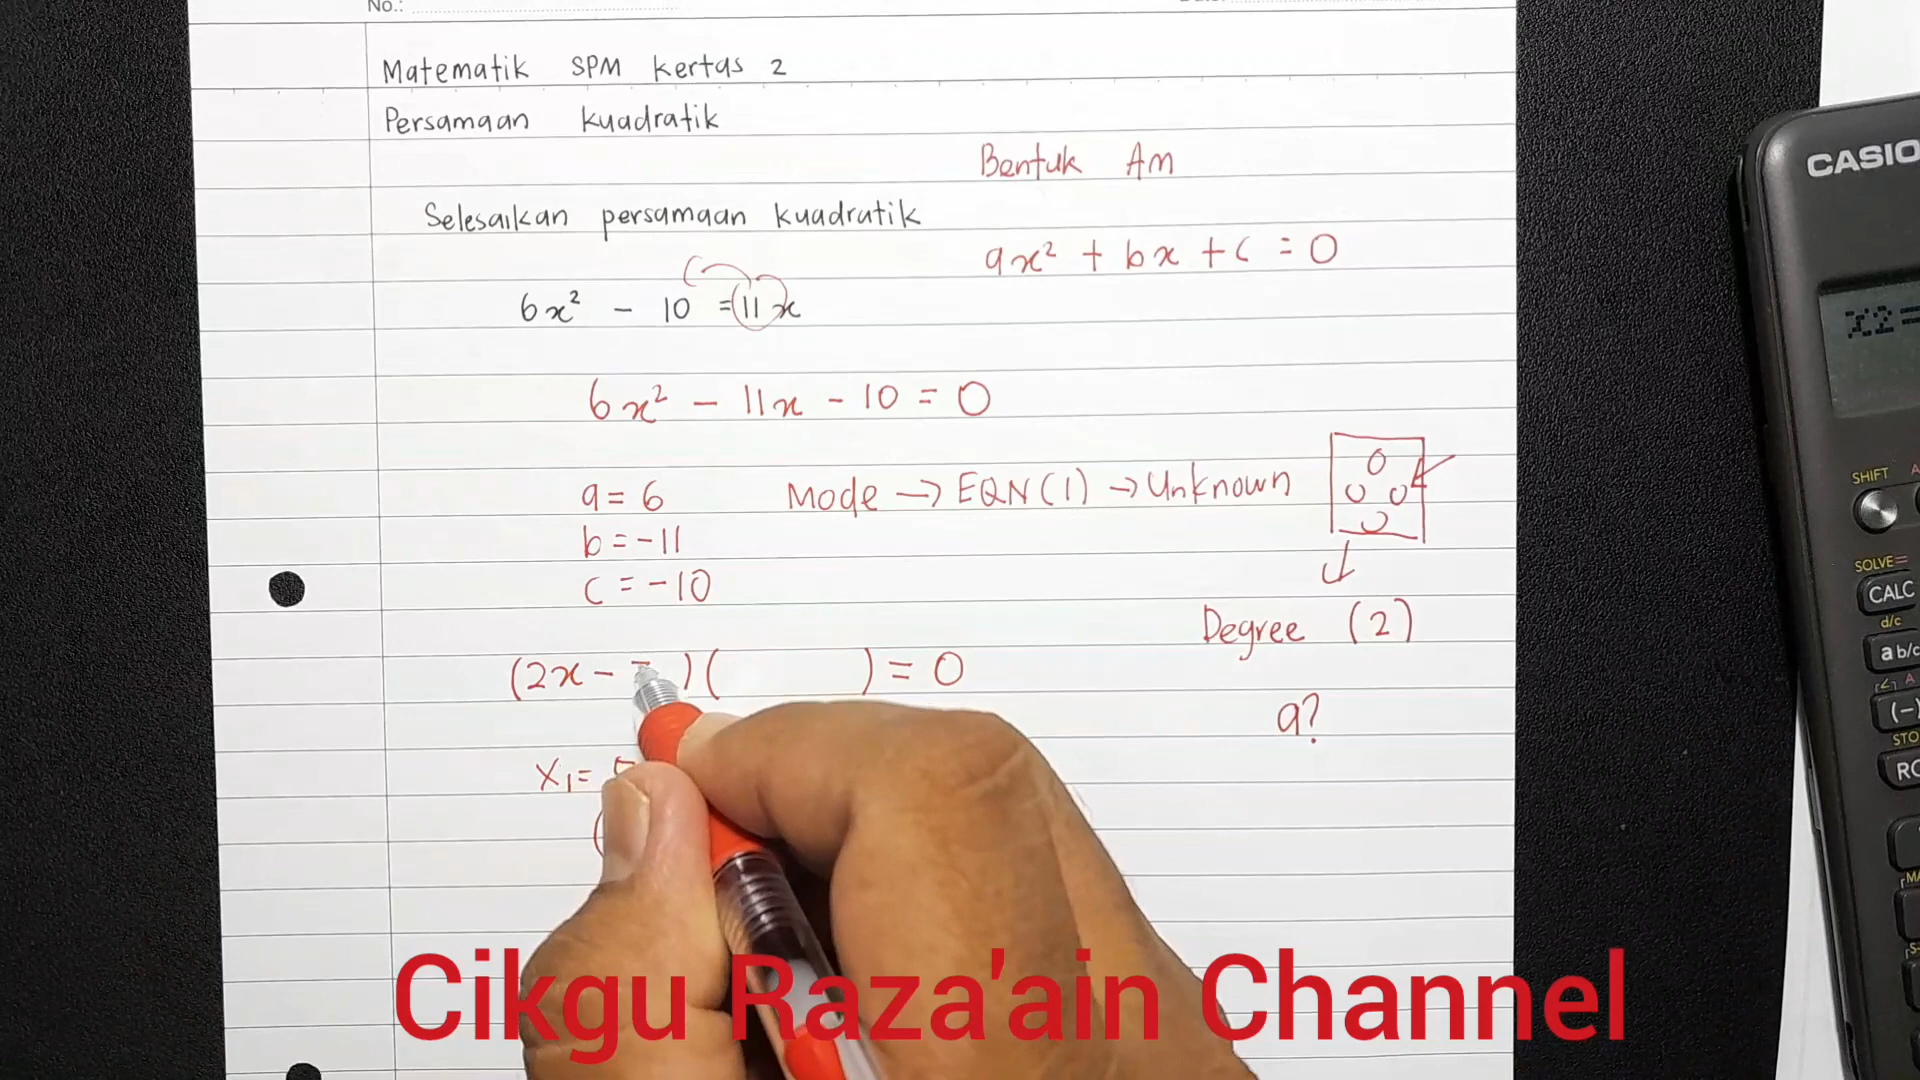 No.:
Matematik SPM kertas 2
Persamaan kuadratik
Bentuk Am
Selesaikan persamaan kuadratik
ax² + bx + c = 0
6x² - 10 = 11x
6x² - 11x - 10 = 0
a = 6
Mode → EQN (1) → Unknown
b = -11
c = -10
Degree (2)
(2x - )( ) = 0
a?
X₁ =
CASIO
X2=
SHIFT
SOLVE =
CALC
d/c
a b/c
(-)
STO
Cikgu Raza'ain Channel